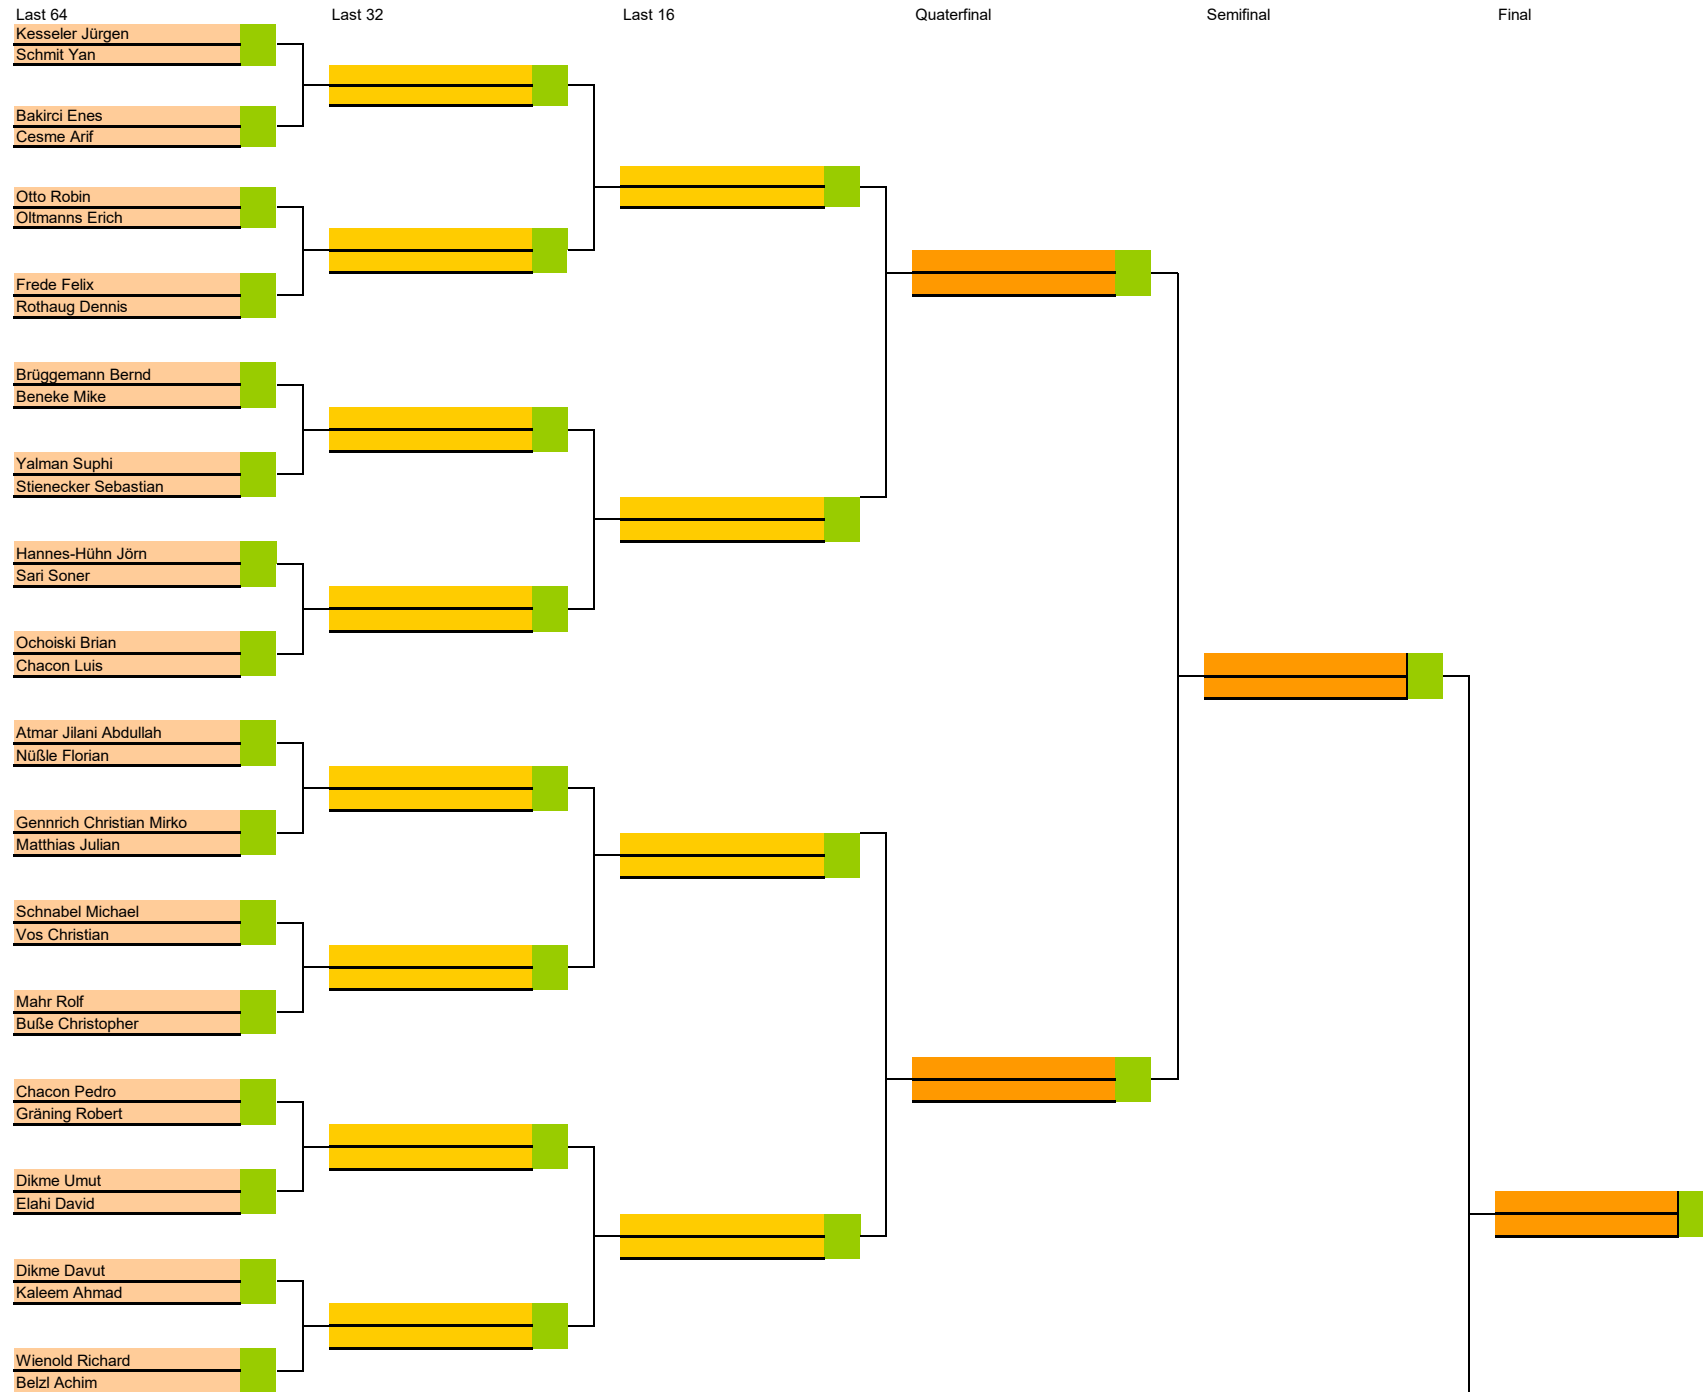 Last 64
Last 32
Last 16
Quaterfinal
Semifinal
Final
Kesseler Jürgen
Schmit Yan
Bakirci Enes
Cesme Arif
Otto Robin
Oltmanns Erich
Frede Felix
Rothaug Dennis
Brüggemann Bernd
Beneke Mike
Yalman Suphi
Stienecker Sebastian
Hannes-Hühn Jörn
Sari Soner
Ochoiski Brian
Chacon Luis
Atmar Jilani Abdullah
Nüßle Florian
Gennrich Christian Mirko
Matthias Julian
Schnabel Michael
Vos Christian
Mahr Rolf
Buße Christopher
Chacon Pedro
Gräning Robert
Dikme Umut
Elahi David
Dikme Davut
Kaleem Ahmad
Wienold Richard
Belzl Achim